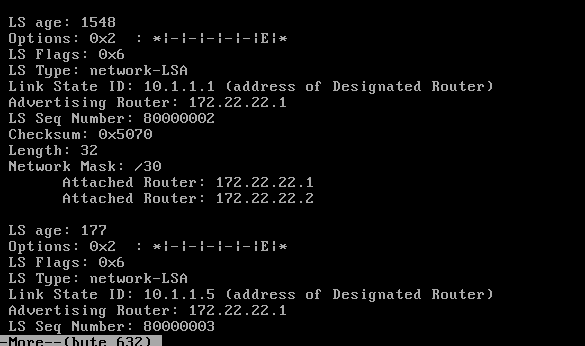 LS age: 1548
Options: 0x2  : *|-|-|-|-|-|E|*
LS Flags: 0x6
LS Type: network-LSA
Link State ID: 10.1.1.1 (address of Designated Router)
Advertising Router: 172.22.22.1
LS Seq Number: 80000002
Checksum: 0x5070
Length: 32
Network Mask: /30
      Attached Router: 172.22.22.1
      Attached Router: 172.22.22.2

LS age: 177
Options: 0x2  : *|-|-|-|-|-|E|*
LS Flags: 0x6
LS Type: network-LSA
Link State ID: 10.1.1.5 (address of Designated Router)
Advertising Router: 172.22.22.1
LS Seq Number: 80000003
--More--(byte 632)